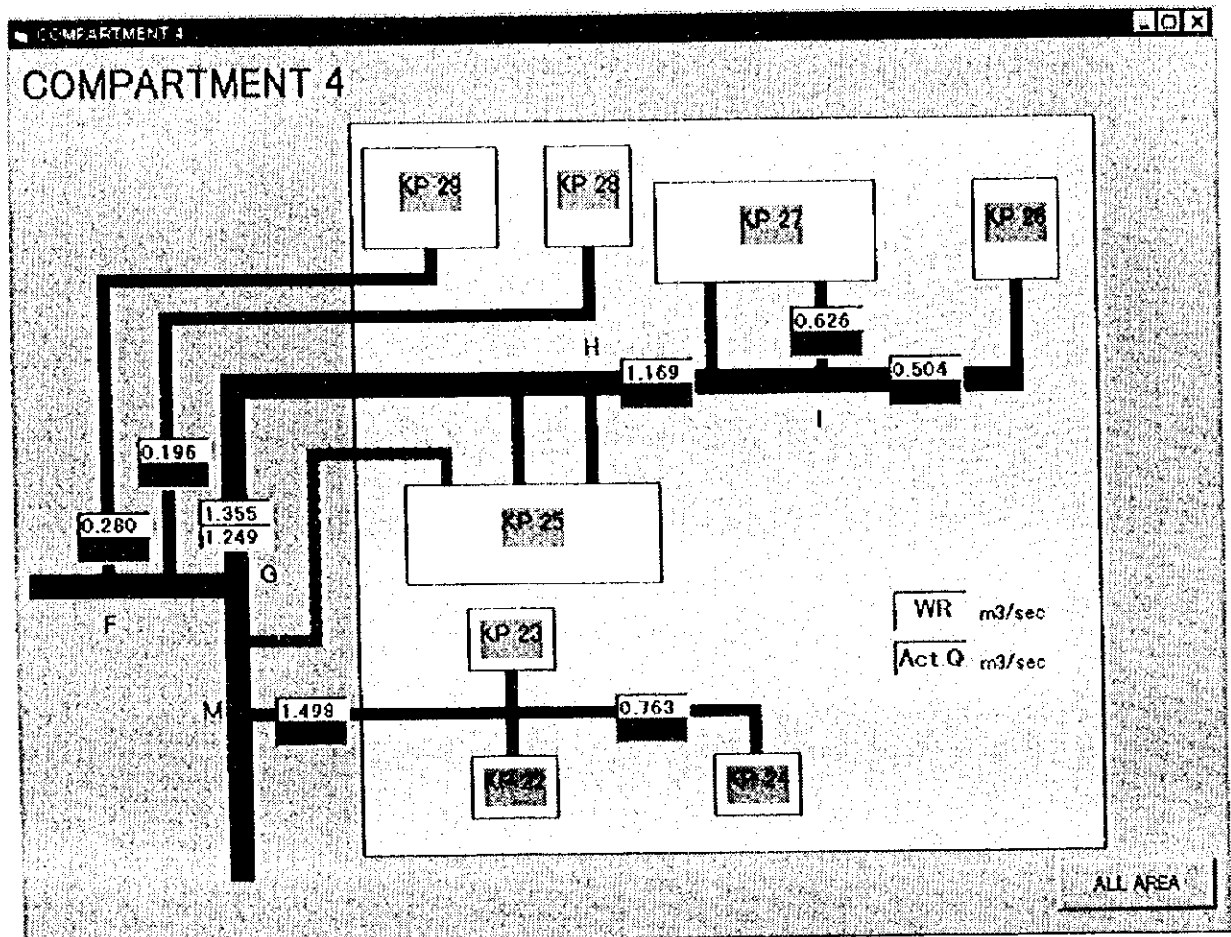 COMPARTMENT 4
COMPARTMENT 4
KP 29
KP 28
KP 27
KP 26
0.626
H
1.169
0.504
I
0.196
1.355
1.249
0.280
KP 25
G
F
KP 23
WR m3/sec
Act Q m3/sec
M
1.498
0.763
KP 22
KP 24
ALL AREA